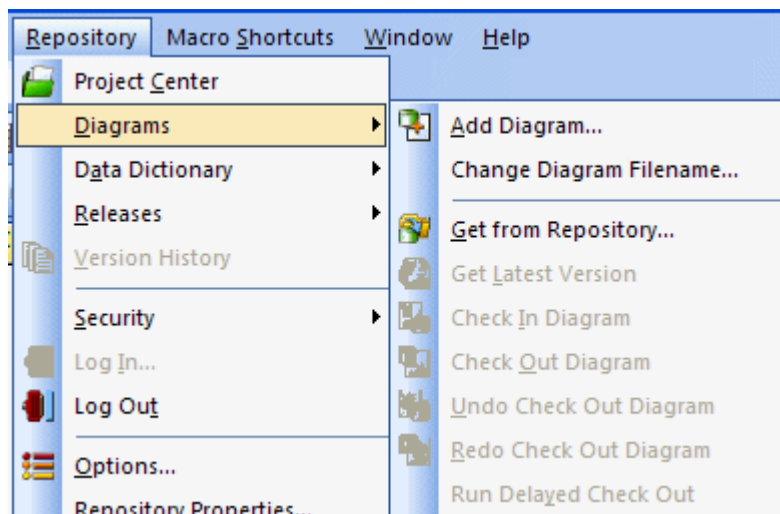 Repository Macro Shortcuts Window Help
Project Center
Diagrams
Data Dictionary
Releases
Version History
Security
Log In...
Log Out
Options...
Repository Properties...
Add Diagram...
Change Diagram Filename...
Get from Repository...
Get Latest Version
Check In Diagram
Check Out Diagram
Undo Check Out Diagram
Redo Check Out Diagram
Run Delayed Check Out